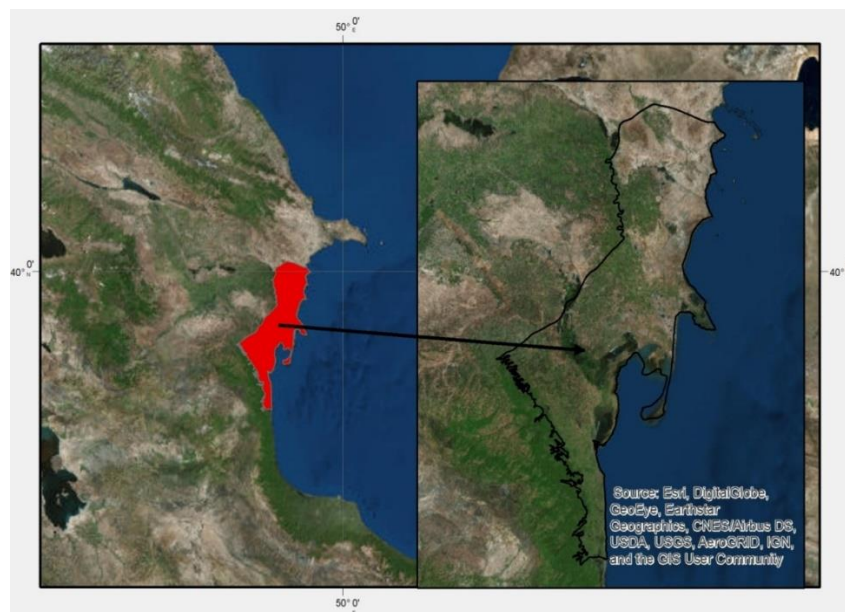 50° 0'
E
40° 0'
N
40°
Source: Esri, DigitalGlobe,
GeoEye, Earthstar
Geographics, CNES/Airbus DS,
USDA, USGS, AeroGRID, IGN,
and the GIS User Community
50° 0'